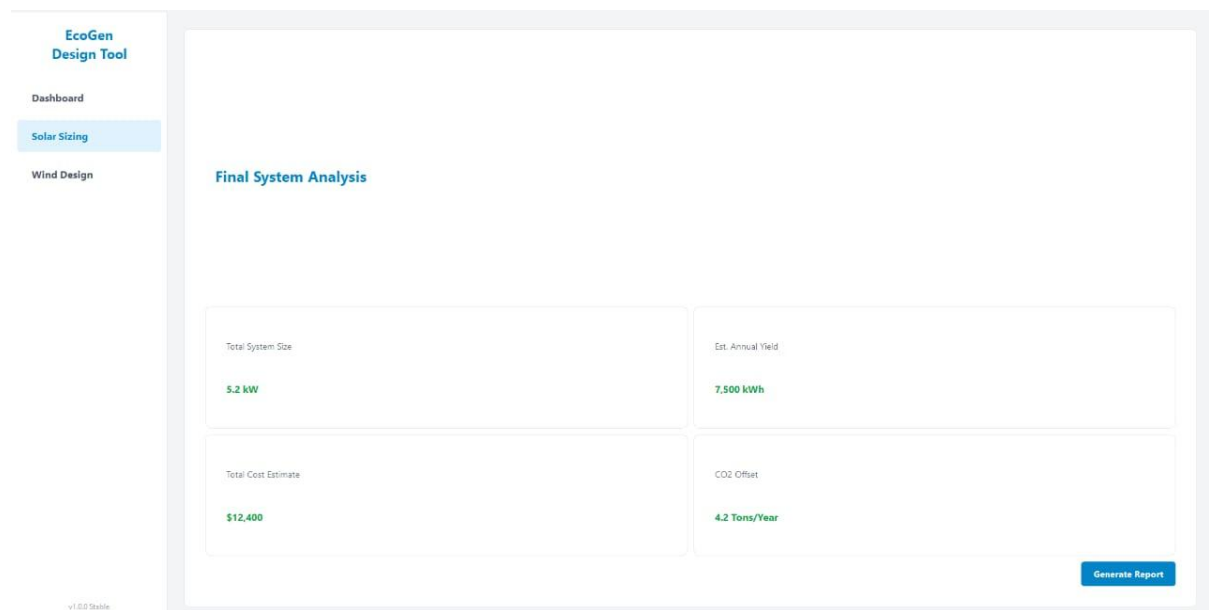 EcoGen
Design Tool
Dashboard
Solar Sizing
Wind Design
v1.0.0 Stable
Final System Analysis
Total System Size
5.2 kW
Est. Annual Yield
7,500 kWh
Total Cost Estimate
$12,400
CO2 Offset
4.2 Tons/Year
Generate Report